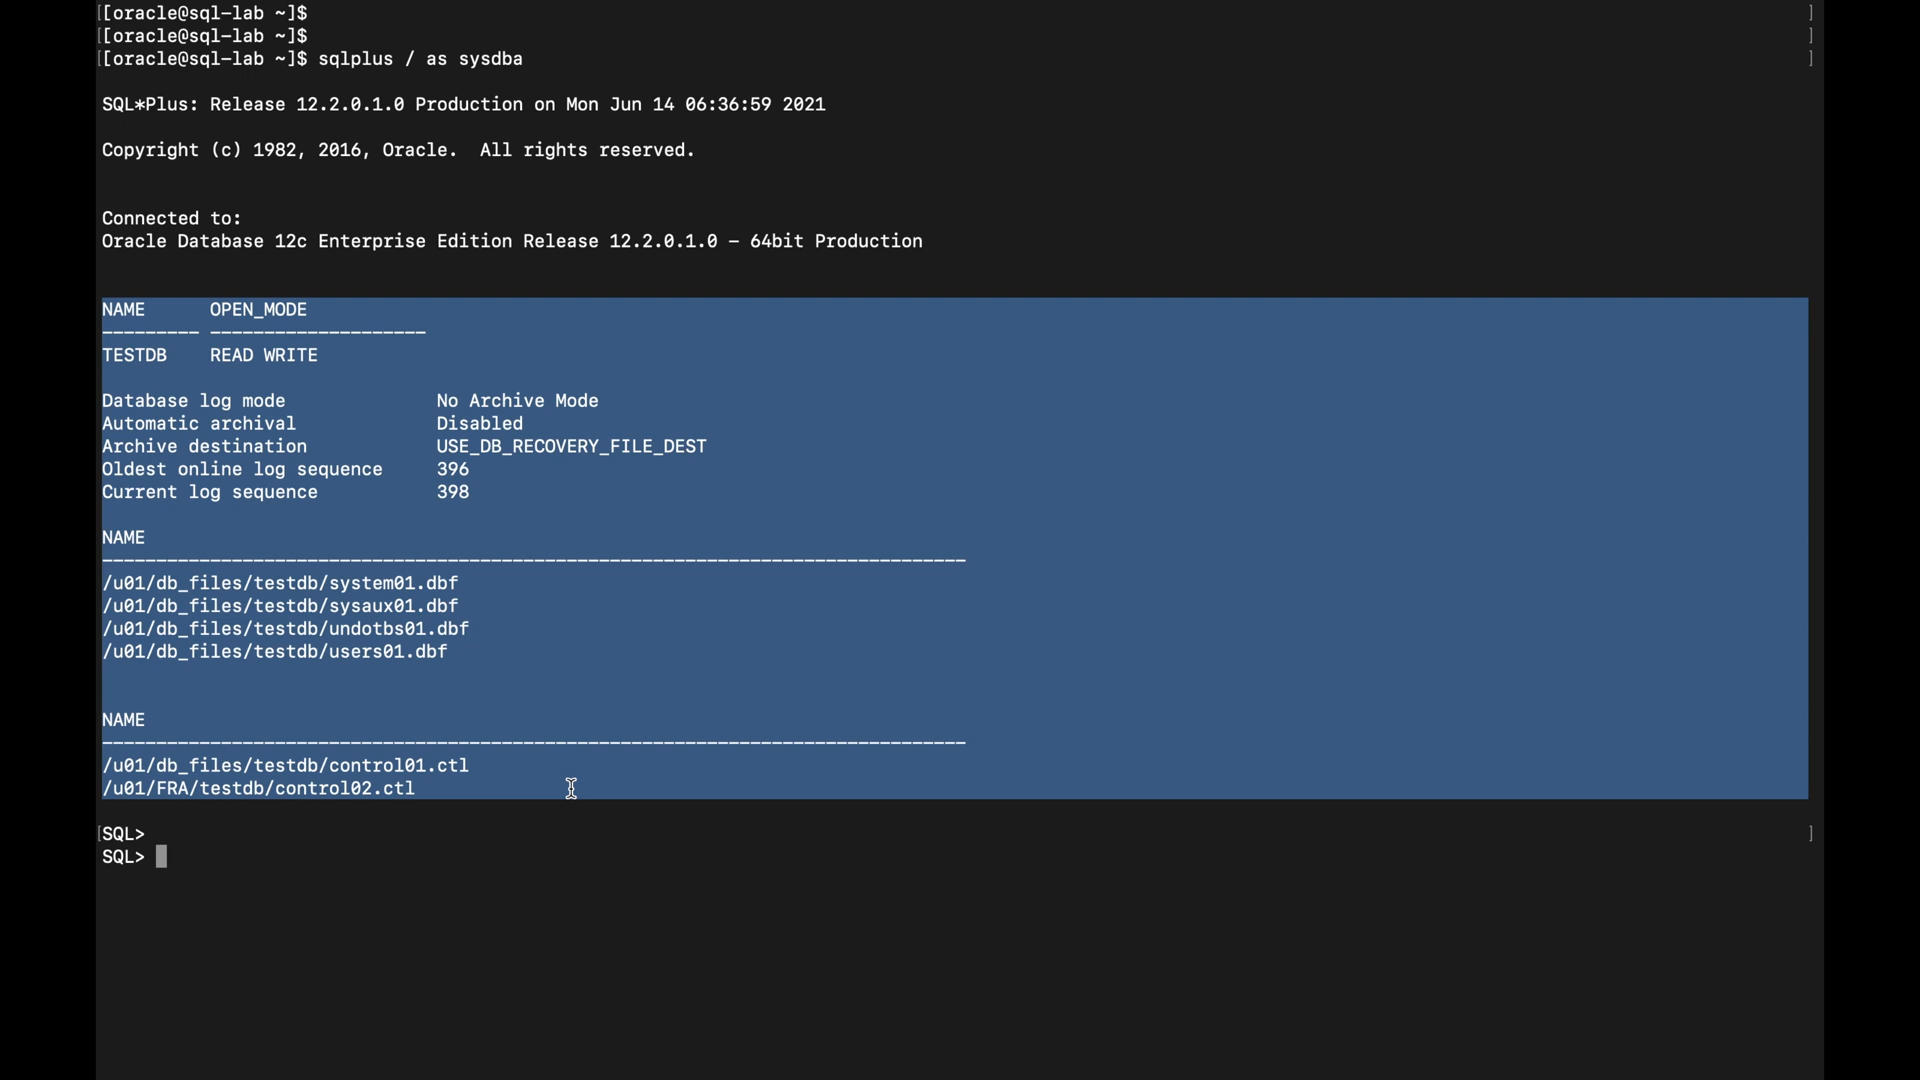 [[oracle@sql-lab ~]$ ]
[[oracle@sql-lab ~]$ ]
[[oracle@sql-lab ~]$ sqlplus / as sysdba ]
SQL*Plus: Release 12.2.0.1.0 Production on Mon Jun 14 06:36:59 2021
Copyright (c) 1982, 2016, Oracle.  All rights reserved.
Connected to:
Oracle Database 12c Enterprise Edition Release 12.2.0.1.0 - 64bit Production
NAME      OPEN_MODE
--------- --------------------
TESTDB    READ WRITE
Database log mode              No Archive Mode
Automatic archival             Disabled
Archive destination            USE_DB_RECOVERY_FILE_DEST
Oldest online log sequence     396
Current log sequence           398
NAME
--------------------------------------------------------------------------------
/u01/db_files/testdb/system01.dbf
/u01/db_files/testdb/sysaux01.dbf
/u01/db_files/testdb/undotbs01.dbf
/u01/db_files/testdb/users01.dbf
NAME
--------------------------------------------------------------------------------
/u01/db_files/testdb/control01.ctl
/u01/FRA/testdb/control02.ctl
[SQL> ]
SQL>